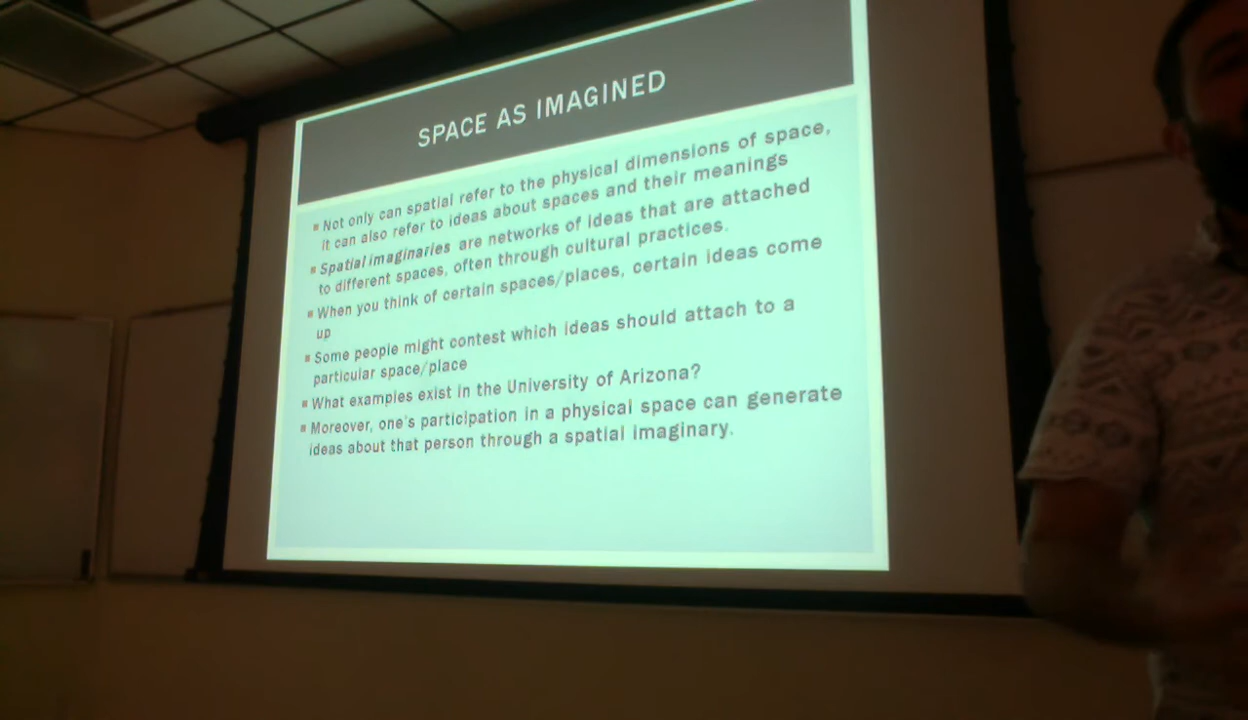 SPACE AS IMAGINED
▪ Not only can spatial refer to the physical dimensions of space,
it can also refer to ideas about spaces and their meanings
▪ Spatial imaginaries are networks of ideas that are attached
to different spaces, often through cultural practices.
▪ When you think of certain spaces/places, certain ideas come
up
▪ Some people might contest which ideas should attach to a
particular space/place
▪ What examples exist in the University of Arizona?
▪ Moreover, one's participation in a physical space can generate
ideas about that person through a spatial imaginary.